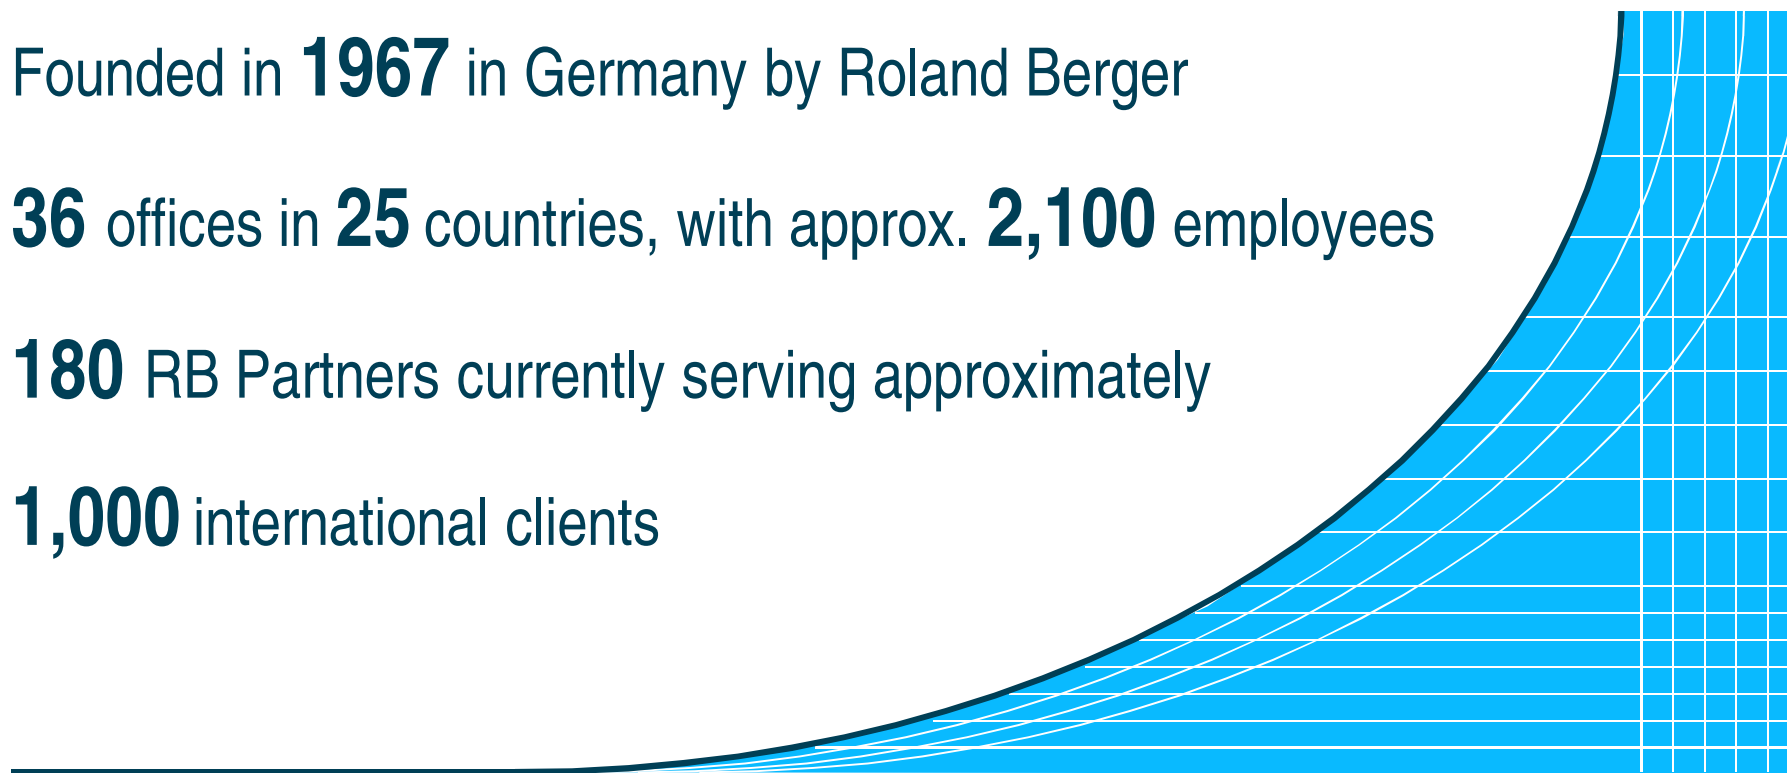 Founded in 1967 in Germany by Roland Berger
36 offices in 25 countries, with approx. 2,100 employees
180 RB Partners currently serving approximately
1,000 international clients